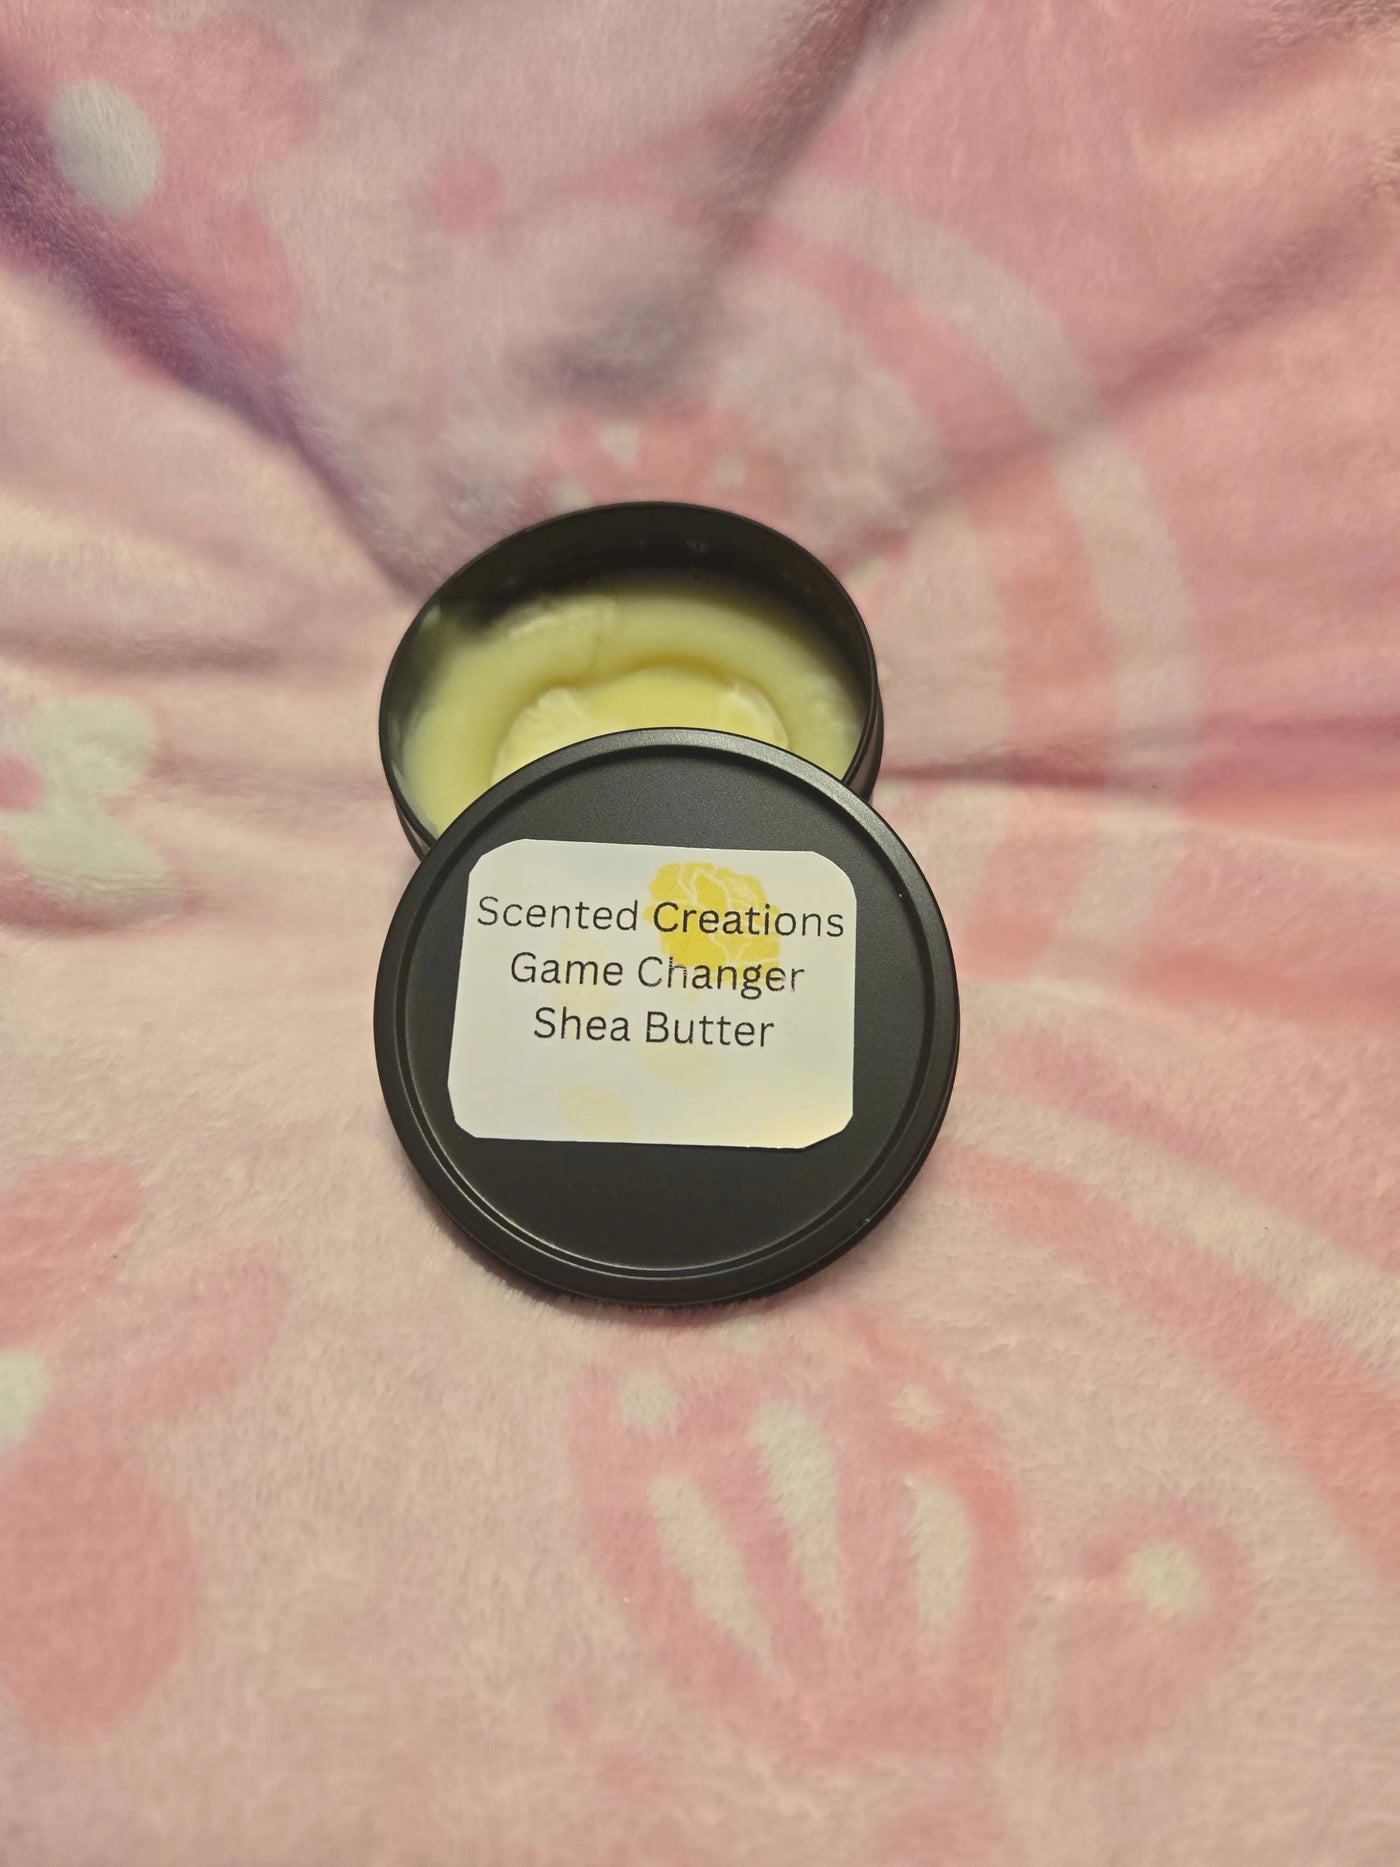 Scented Creations
Game Changer
Shea Butter